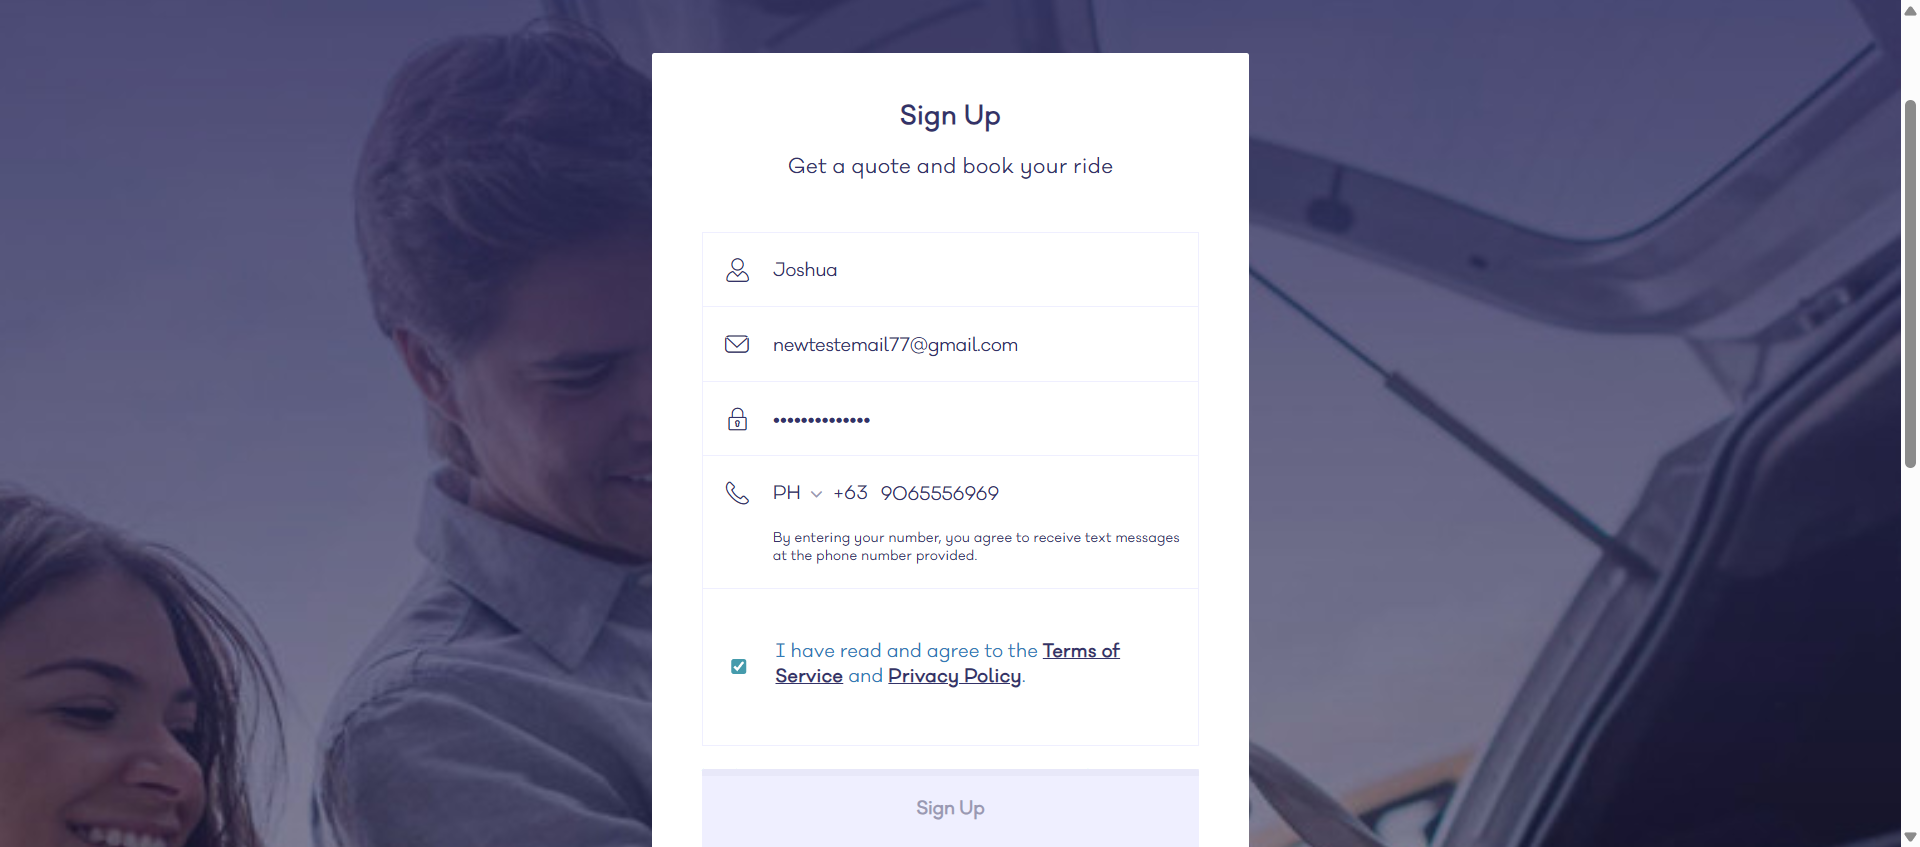 Sign Up
Get a quote and book your ride
Joshua
newtestemail77@gmail.com
••••••••••••••
PH +63 9065556969
By entering your number, you agree to receive text messages
at the phone number provided.
I have read and agree to the Terms of
Service and Privacy Policy.
Sign Up